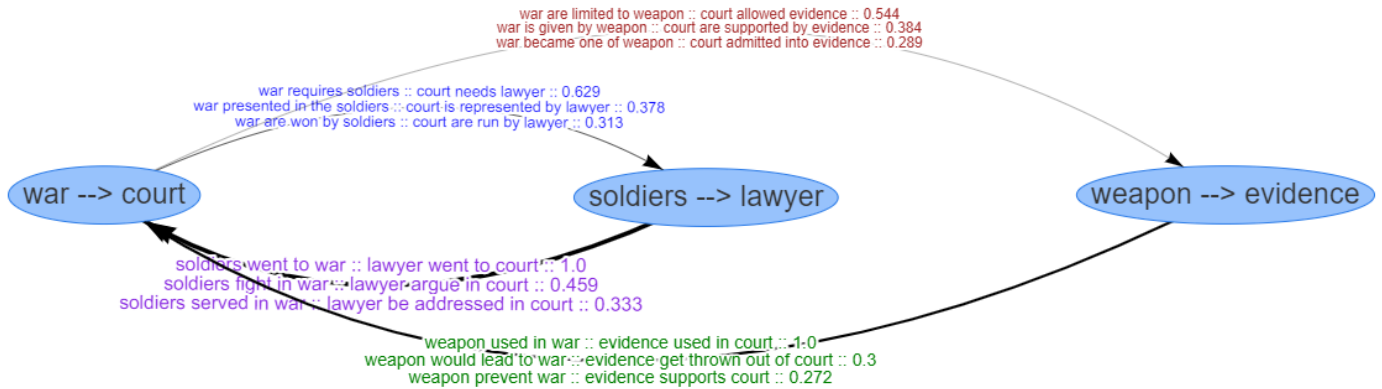 war are limited to weapon :: court allowed evidence :: 0.544
war is given by weapon :: court are supported by evidence :: 0.384
war became one of weapon :: court admitted into evidence :: 0.289
war requires soldiers :: court needs lawyer :: 0.629
war presented in the soldiers :: court is represented by lawyer :: 0.378
war are won by soldiers :: court are run by lawyer :: 0.313
war --> court
soldiers --> lawyer
weapon --> evidence
soldiers went to war :: lawyer went to court :: 1.0
soldiers fight in war :: lawyer argue in court :: 0.459
soldiers served in war :: lawyer be addressed in court :: 0.333
weapon used in war :: evidence used in court :: 1.0
weapon would lead to war :: evidence get thrown out of court :: 0.3
weapon prevent war :: evidence supports court :: 0.272